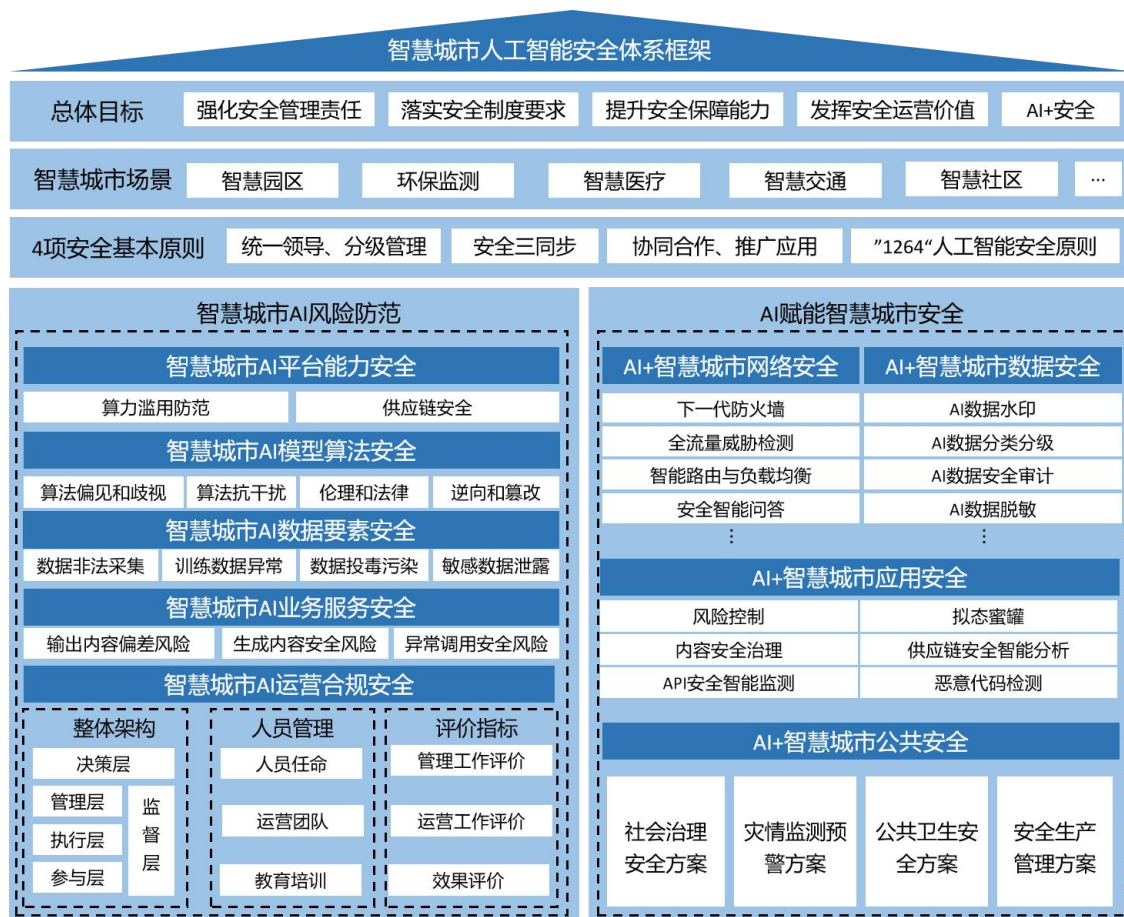 智慧城市人工智能安全体系框架
总体目标
强化安全管理责任
落实安全制度要求
提升安全保障能力
发挥安全运营价值
AI+安全
智慧城市场景
智慧园区
环保监测
智慧医疗
智慧交通
智慧社区
...
4项安全基本原则
统一领导、分级管理
安全三同步
协同合作、推广应用
”1264“人工智能安全原则
智慧城市AI风险防范
智慧城市AI平台能力安全
算力滥用防范
供应链安全
智慧城市AI模型算法安全
算法偏见和歧视
算法抗干扰
伦理和法律
逆向和篡改
智慧城市AI数据要素安全
数据非法采集
训练数据异常
数据投毒污染
敏感数据泄露
智慧城市AI业务服务安全
输出内容偏差风险
生成内容安全风险
异常调用安全风险
智慧城市AI运营合规安全
整体架构
决策层
管理层
执行层
参与层
监
督
层
人员管理
人员任命
运营团队
教育培训
评价指标
管理工作评价
运营工作评价
效果评价
AI赋能智慧城市安全
AI+智慧城市网络安全
下一代防火墙
全流量威胁检测
智能路由与负载均衡
安全智能问答
⋮
AI+智慧城市数据安全
AI数据水印
AI数据分类分级
AI数据安全审计
AI数据脱敏
⋮
AI+智慧城市应用安全
风险控制
拟态蜜罐
内容安全治理
供应链安全智能分析
API安全智能监测
恶意代码检测
AI+智慧城市公共安全
社会治理
安全方案
灾情监测预
警方案
公共卫生安
全方案
安全生产
管理方案